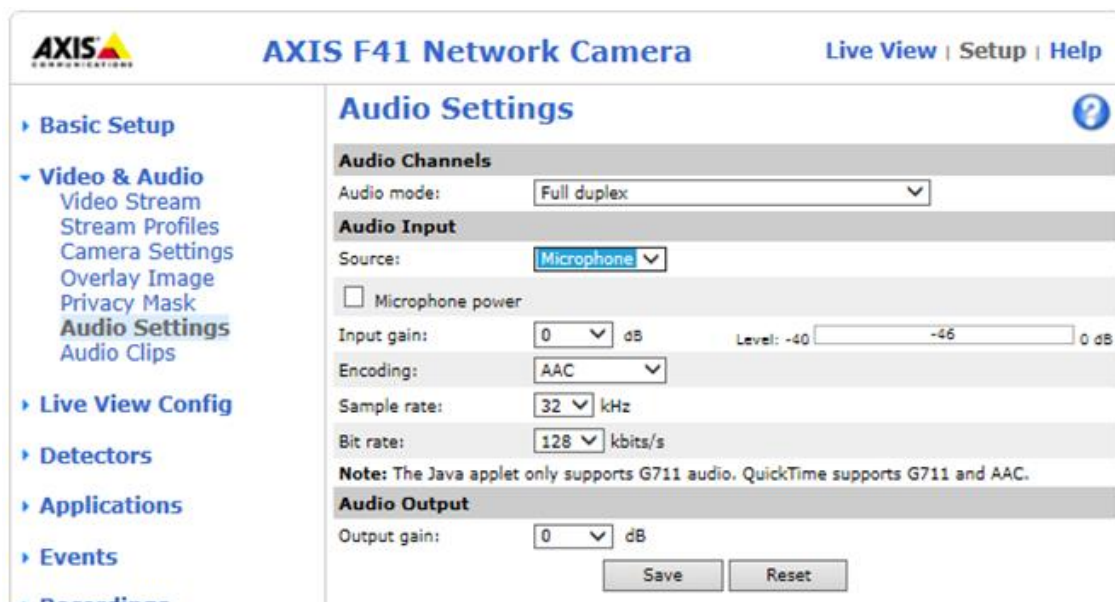 AXIS
COMMUNICATIONS
AXIS F41 Network Camera
Live View | Setup | Help
Basic Setup
Video & Audio
Video Stream
Stream Profiles
Camera Settings
Overlay Image
Privacy Mask
Audio Settings
Audio Clips
Live View Config
Detectors
Applications
Events
Recordings
Audio Settings
?
Audio Channels
Audio mode: Full duplex
Audio Input
Source: Microphone
Microphone power
Input gain: 0 dB Level: -40 -46 0 dB
Encoding: AAC
Sample rate: 32 kHz
Bit rate: 128 kbits/s
Note: The Java applet only supports G711 audio. QuickTime supports G711 and AAC.
Audio Output
Output gain: 0 dB
Save Reset